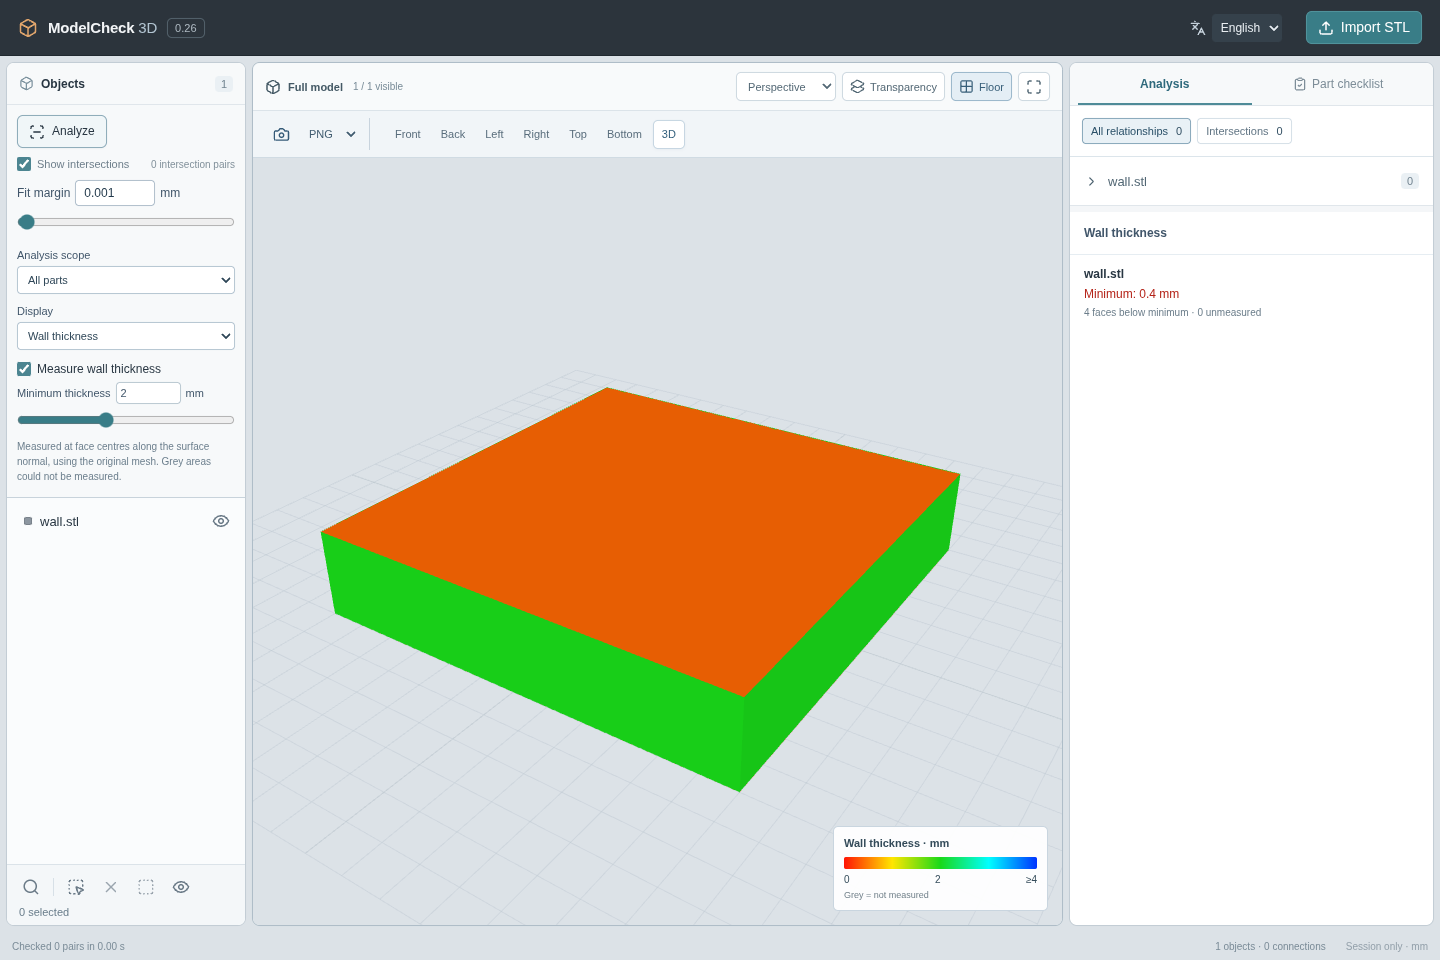 ModelCheck 3D 0.26
English
Import STL
Objects 1
Analyze
Show intersections 0 intersection pairs
Fit margin 0.001 mm
Analysis scope
All parts
Display
Wall thickness
Measure wall thickness
Minimum thickness 2 mm
Measured at face centres along the surface
normal, using the original mesh. Grey areas
could not be measured.
wall.stl
0 selected
Full model 1 / 1 visible
Perspective Transparency Floor
PNG Front Back Left Right Top Bottom 3D
Wall thickness · mm
0 2 ≥4
Grey = not measured
Analysis Part checklist
All relationships 0 Intersections 0
wall.stl 0
Wall thickness
wall.stl
Minimum: 0.4 mm
4 faces below minimum · 0 unmeasured
Checked 0 pairs in 0.00 s
1 objects · 0 connections Session only · mm